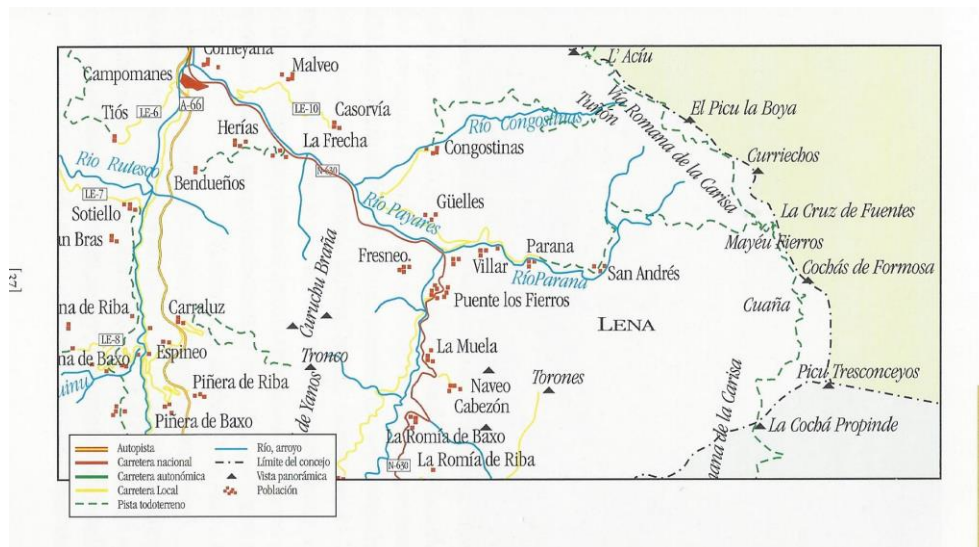 L' Acíu
Corneyana
Malveo
Campomanes
Tiós
LE-6
A-66
LE-10
Casorvía
Herías
La Frecha
Río Congostinas
Tuñón
Vía Romana de la Carisa
El Picu la Boya
Congostinas
Curriechos
Río Rutesco
Bendueños
N-630
LE-7
Sotiello
Río Payares
Güelles
La Cruz de Fuentes
Mayéu Fierros
un Bras
Fresneo
Villar
Parana
Río Parana
San Andrés
Cochás de Formosa
[27]
Curuchu Braña
Puente los Fierros
Cuaña
LENA
na de Riba
Carraluz
LE-8
na de Baxo
Espineo
Tronco
La Muela
uinu
Piñera de Riba
de Yanos
Naveo
Torones
Cabezón
Picu Tresconceyos
Piñera de Baxo
La Romía de Baxo
uana de la Carisa
La Cochá Propinde
N-630
La Romía de Riba
Autopista
Carretera nacional
Carretera autonómica
Carretera Local
Pista todoterreno
Río, arroyo
Límite del concejo
Vista panorámica
Población